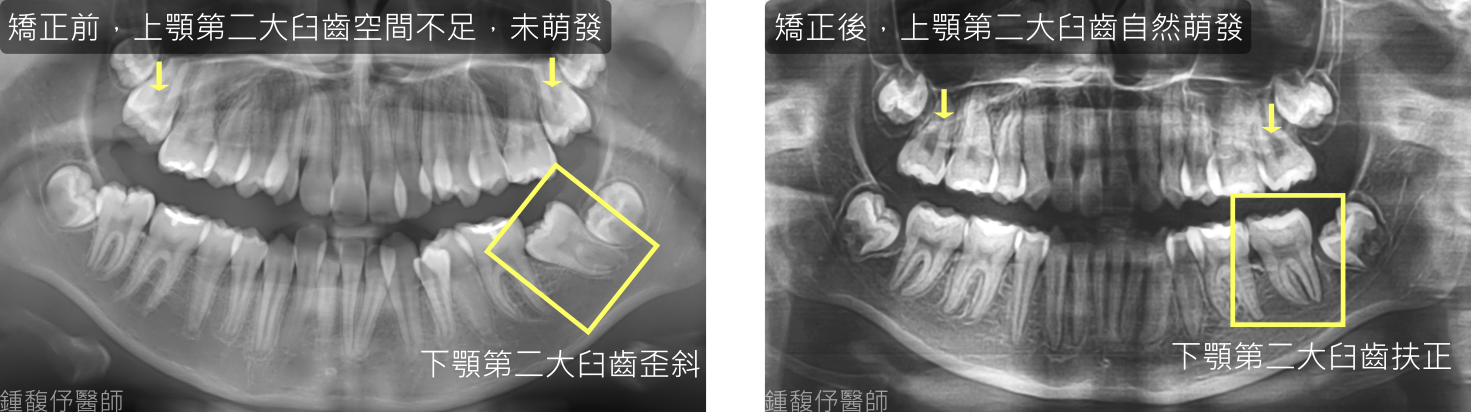 矯正前，上顎第二大臼齒空間不足，未萌發
下顎第二大臼齒歪斜
鍾馥伃醫師
矯正後，上顎第二大臼齒自然萌發
下顎第二大臼齒扶正
鍾馥伃醫師